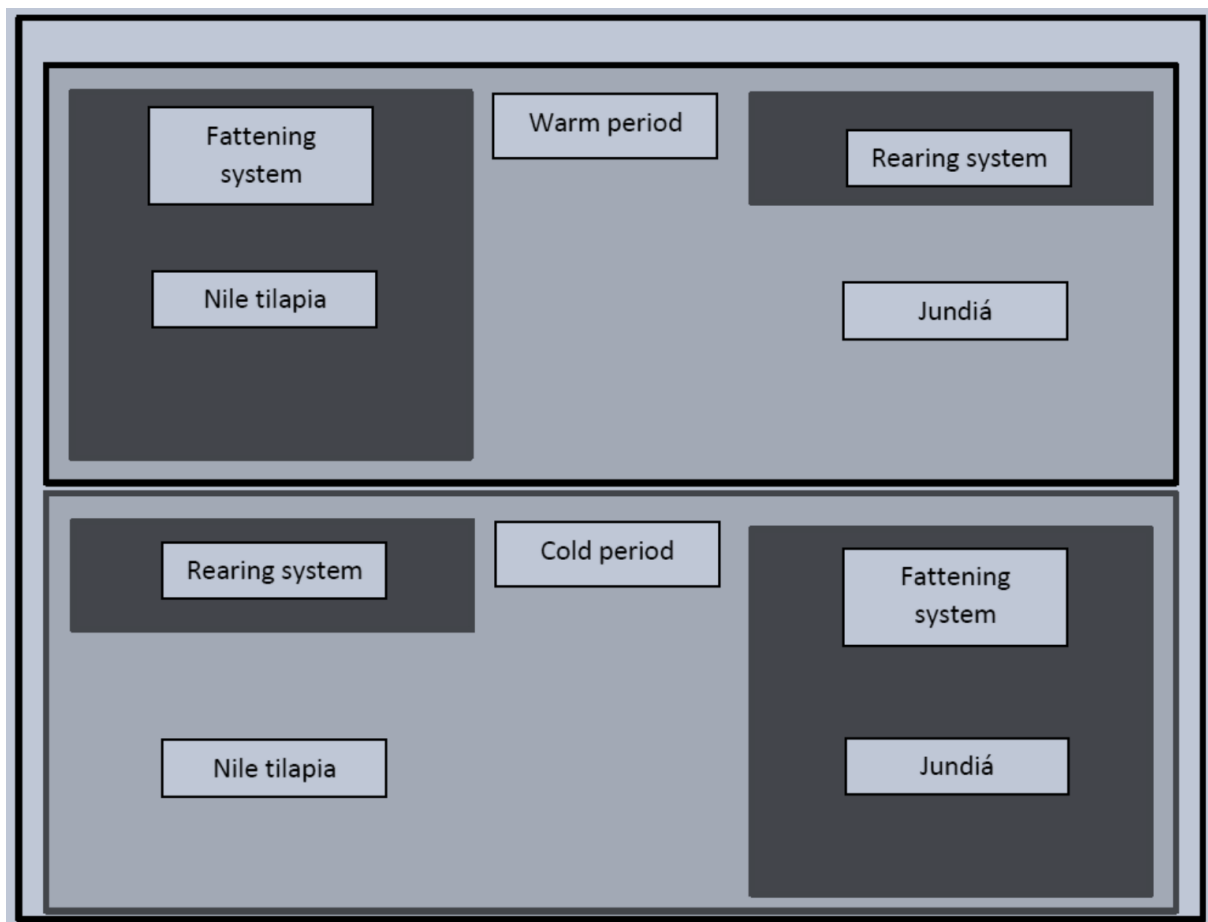 Fattening
system
Warm period
Rearing system
Nile tilapia
Jundiá
Rearing system
Cold period
Fattening
system
Nile tilapia
Jundiá